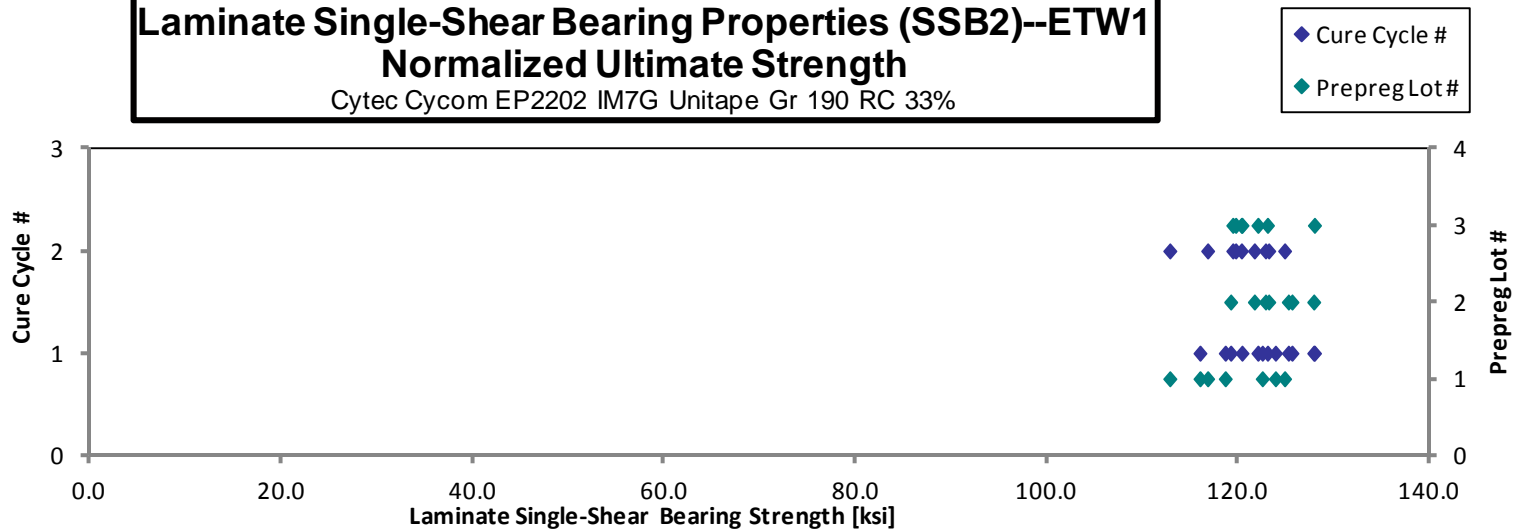 Laminate Single-Shear Bearing Properties (SSB2)--ETW1
Normalized Ultimate Strength
Cytec Cycom EP2202 IM7G Unitape Gr 190 RC 33%
Cure Cycle #
Prepreg Lot #
3
2
1
0
Cure Cycle #
4
3
2
1
0
Prepreg Lot #
0.0 20.0 40.0 60.0 80.0 100.0 120.0 140.0
Laminate Single-Shear Bearing Strength [ksi]